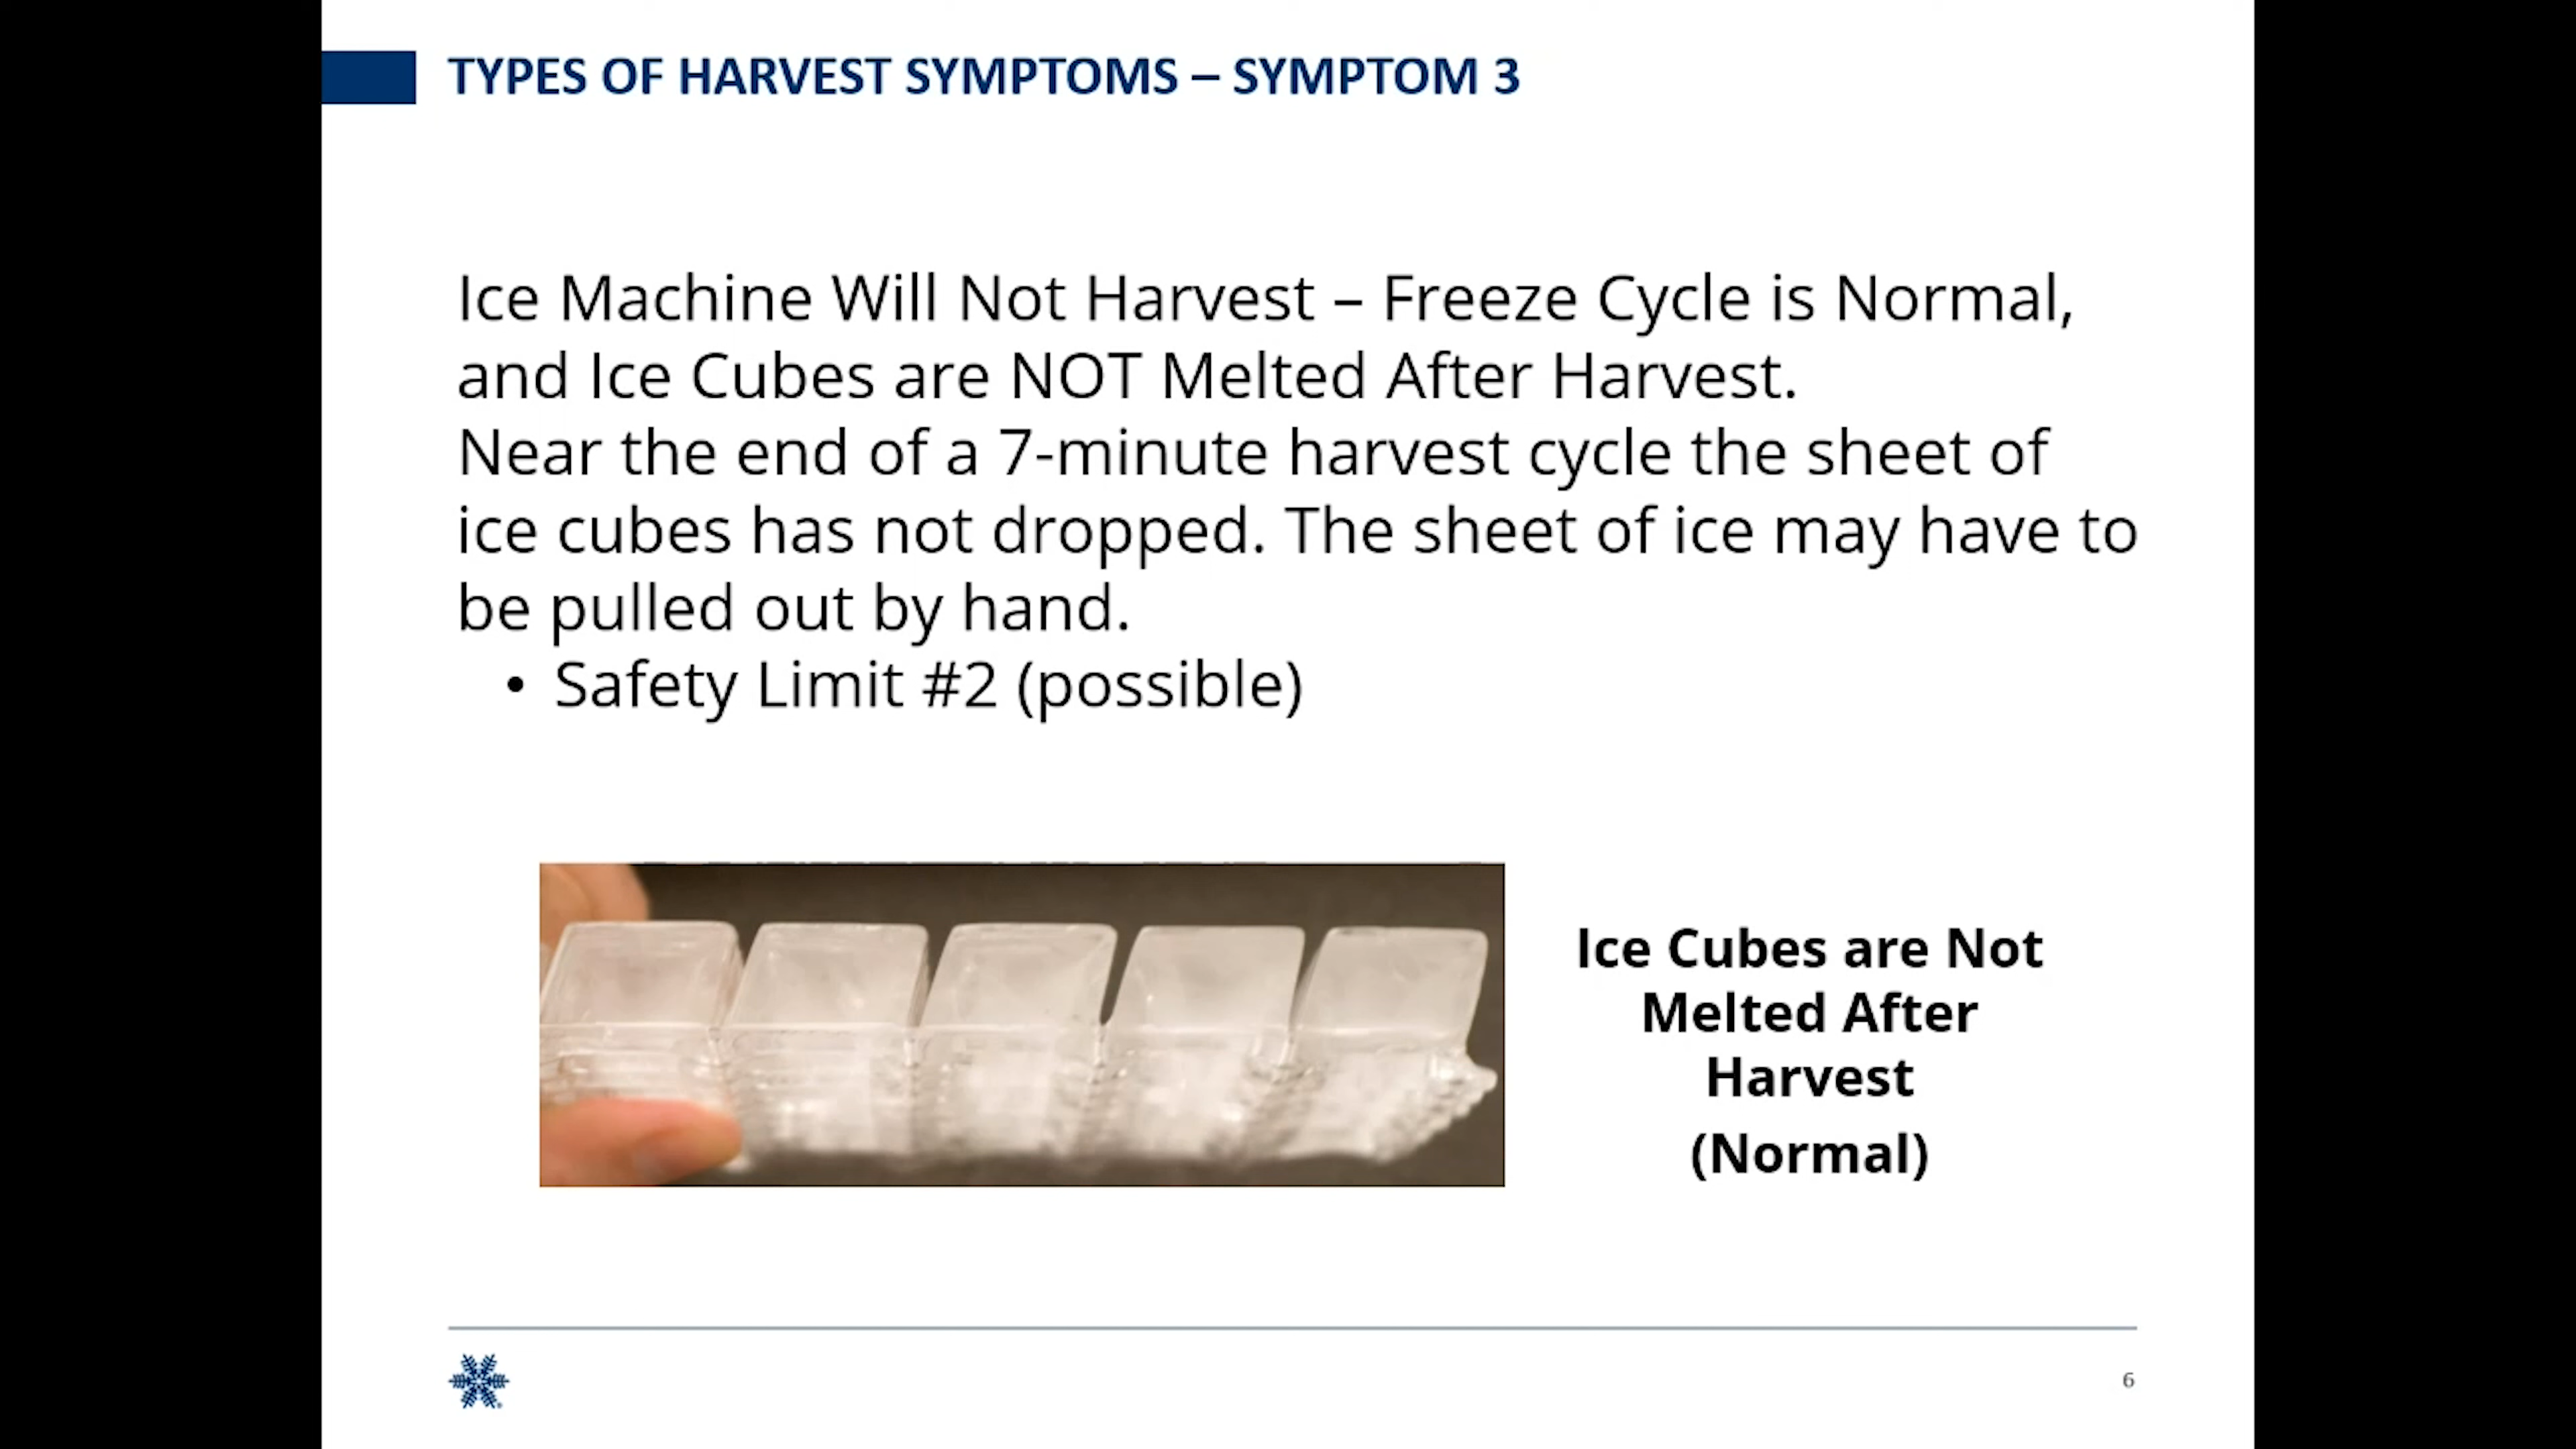 TYPES OF HARVEST SYMPTOMS – SYMPTOM 3
Ice Machine Will Not Harvest – Freeze Cycle is Normal,
and Ice Cubes are NOT Melted After Harvest.
Near the end of a 7-minute harvest cycle the sheet of
ice cubes has not dropped. The sheet of ice may have to
be pulled out by hand.
• Safety Limit #2 (possible)
Ice Cubes are Not
Melted After
Harvest
(Normal)
6